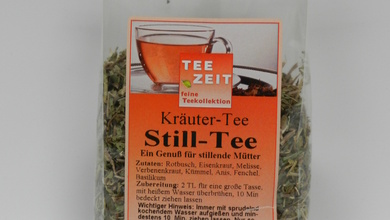 TEE
ZEIT
feine
Teekollektion
Kräuter-Tee
Still-Tee
Ein Genuß für stillende Mütter
Zutaten: Rotbusch, Eisenkraut, Melisse,
Verbenenkraut, Kümmel, Anis, Fenchel,
Basilikum
Zubereitung: 2 TL für eine große Tasse,
mit heißem Wasser überbrühen, 10 Min
bedeckt ziehen lassen
Wichtiger Hinweis: Immer mit sprudelnd
kochendem Wasser aufgießen und min-
destens 10 Min. ziehen lassen. Nur so